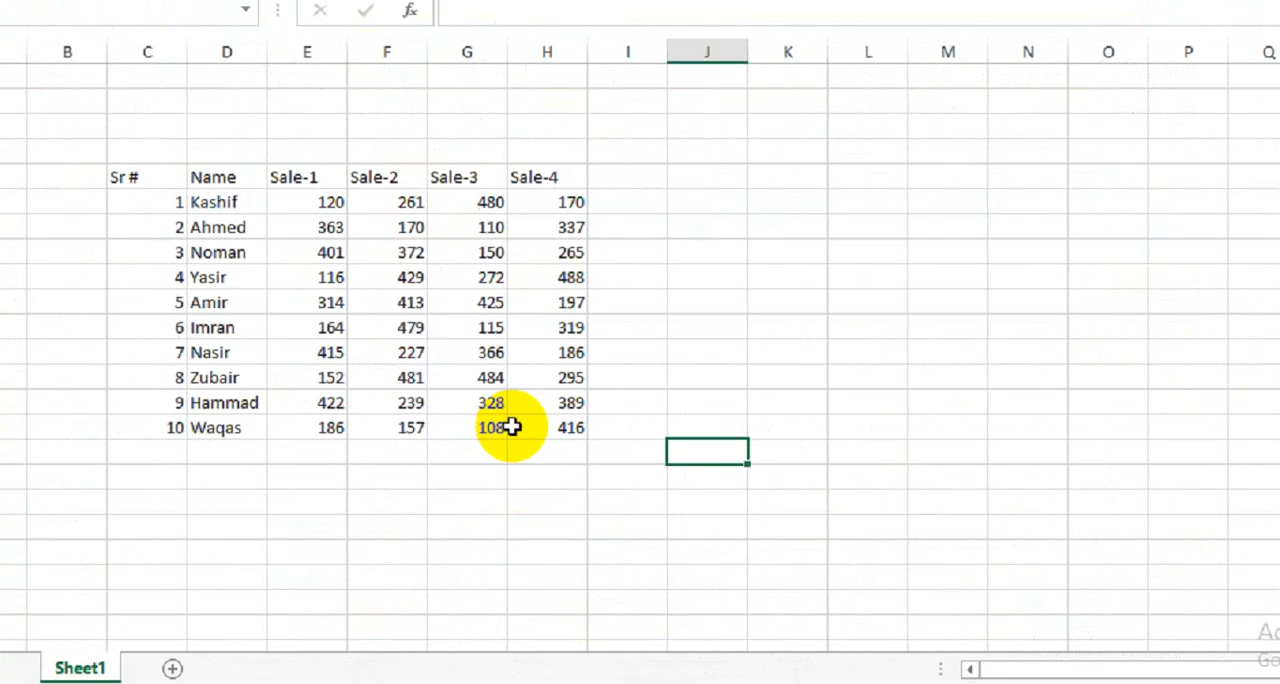 fx
B C D E F G H I J K L M N O P Q
Sr # Name Sale-1 Sale-2 Sale-3 Sale-4
1 Kashif 120 261 480 170
2 Ahmed 363 170 110 337
3 Noman 401 372 150 265
4 Yasir 116 429 272 488
5 Amir 314 413 425 197
6 Imran 164 479 115 319
7 Nasir 415 227 366 186
8 Zubair 152 481 484 295
9 Hammad 422 239 328 389
10 Waqas 186 157 108 416
Sheet1